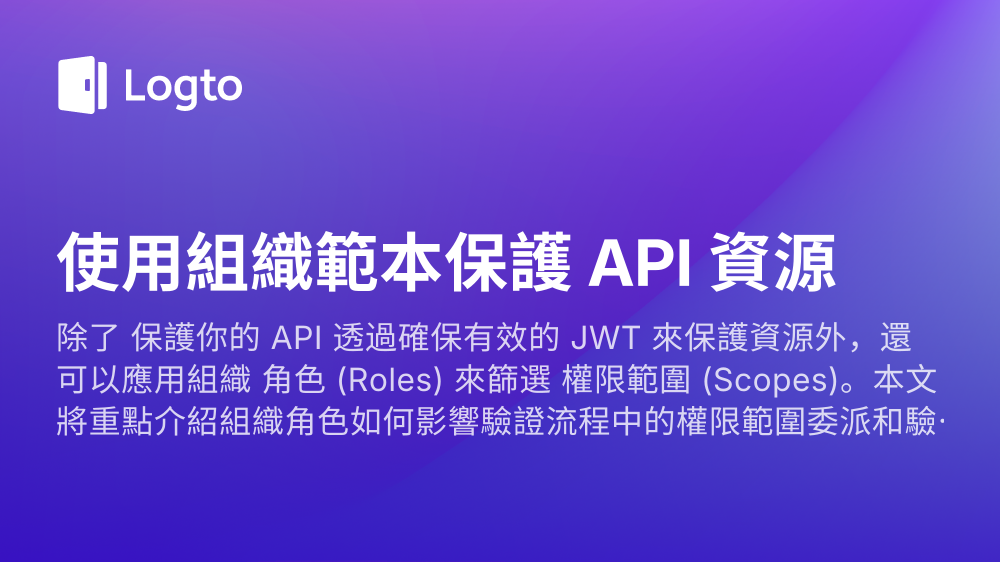 Logto
使用組織範本保護 API 資源
除了 保護你的 API 透過確保有效的 JWT 來保護資源外，還
可以應用組織 角色 (Roles) 來篩選 權限範圍 (Scopes)。本文
將重點介紹組織角色如何影響驗證流程中的權限範圍委派和驗·